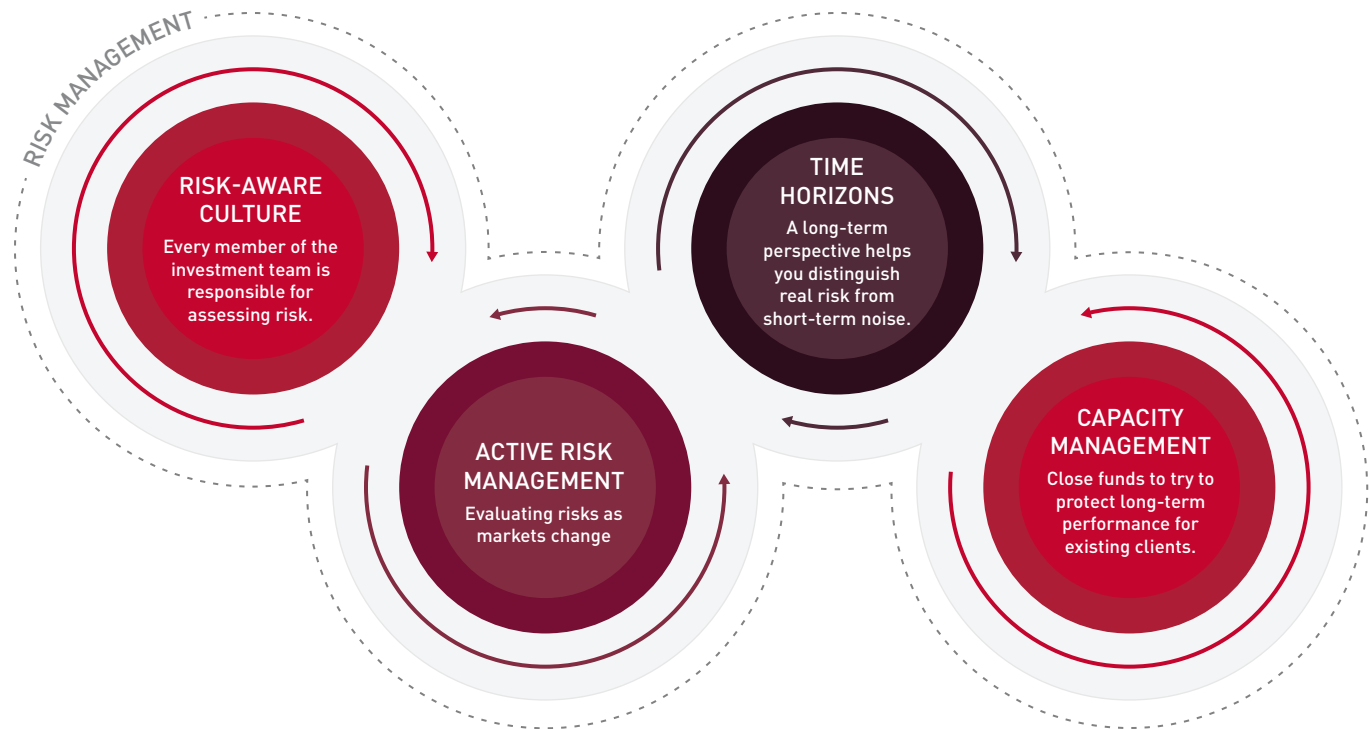 RISK MANAGEMENT
RISK-AWARE
CULTURE
Every member of the
investment team is
responsible for
assessing risk.
ACTIVE RISK
MANAGEMENT
Evaluating risks as
markets change
TIME
HORIZONS
A long-term
perspective helps
you distinguish
real risk from
short-term noise.
CAPACITY
MANAGEMENT
Close funds to try to
protect long-term
performance for
existing clients.